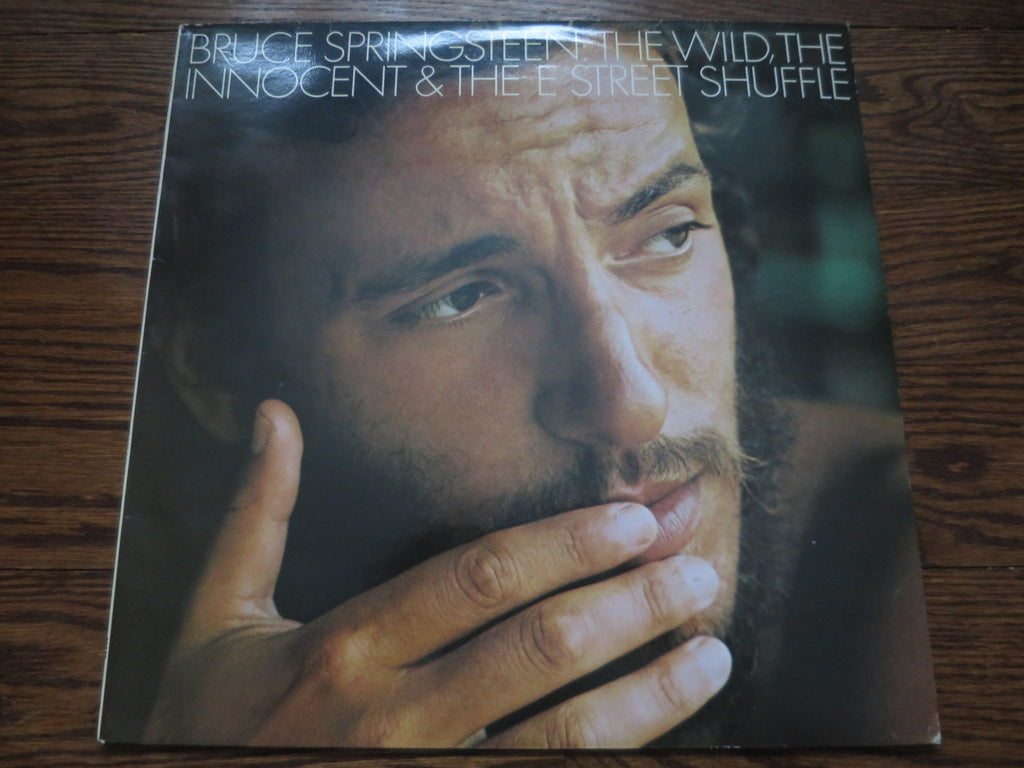 BRUCE SPRINGSTEEN: THE WILD, THE
INNOCENT & THE E STREET SHUFFLE